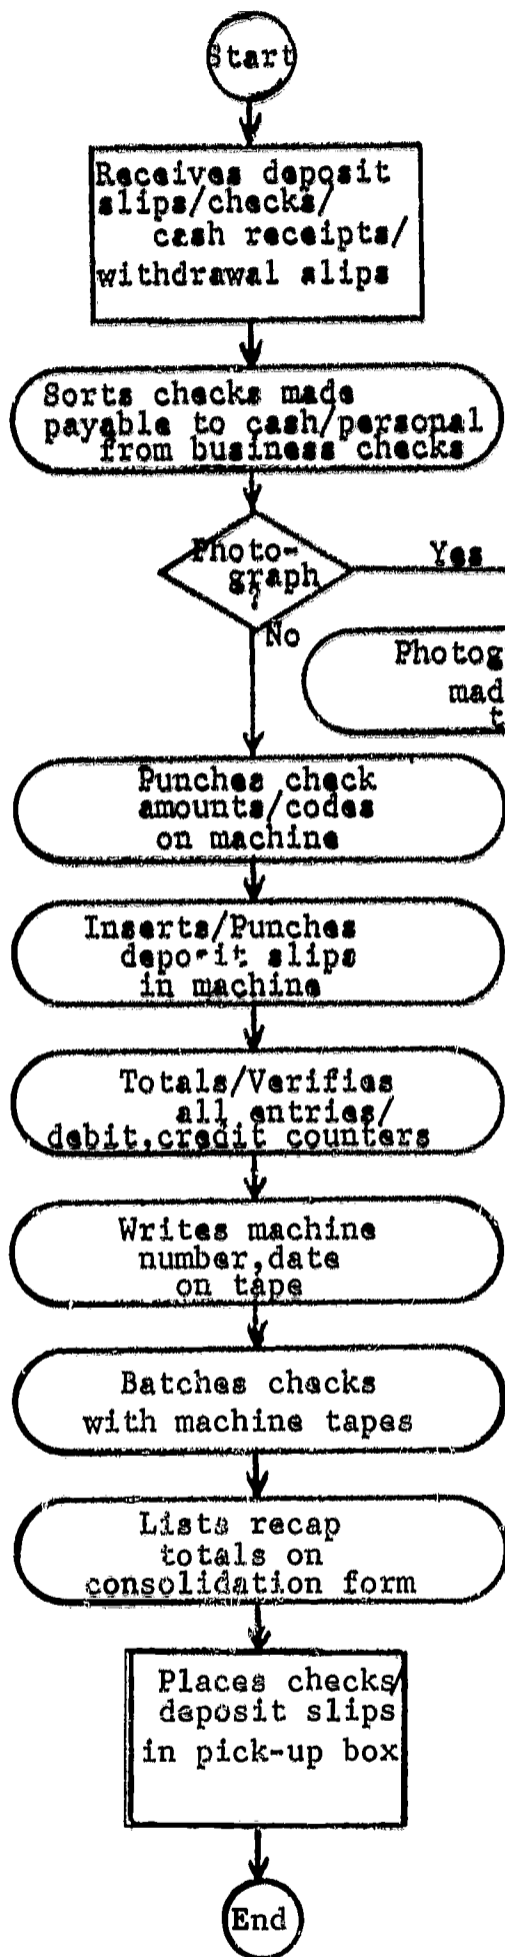 Start
Receives deposit
slips/checks/
cash receipts/
withdrawal slips
Sorts checks made
payable to cash/personal
from business checks
Photo-
graph
?
Yes
No
Photog
mad
t
Punches check
amounts/codes
on machine
Inserts/Punches
deposit slips
in machine
Totals/Verifies
all entries/
debit,credit counters
Writes machine
number,date
on tape
Batches checks
with machine tapes
Lists recap
totals on
consolidation form
Places checks/
deposit slips
in pick-up box
End